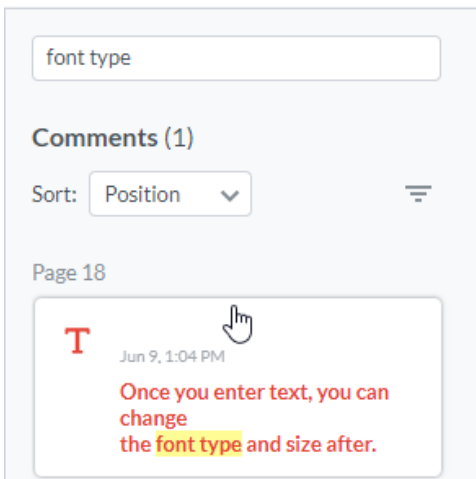 font type
Comments (1)
Sort: Position
Page 18
T
Jun 9, 1:04 PM
Once you enter text, you can
change
the font type and size after.